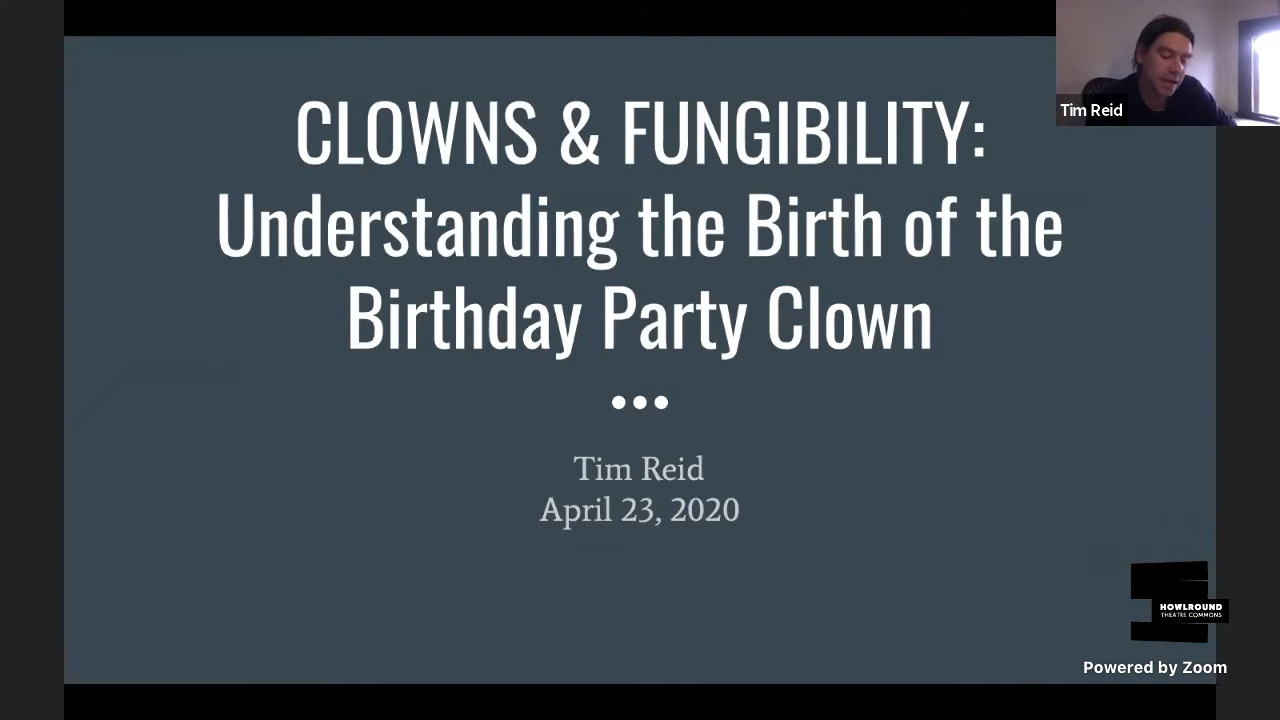 CLOWNS & FUNGIBILITY:
Understanding the Birth of the
Birthday Party Clown
Tim Reid
April 23, 2020
Tim Reid
HOWLROUND
THEATRE COMMONS
Powered by Zoom